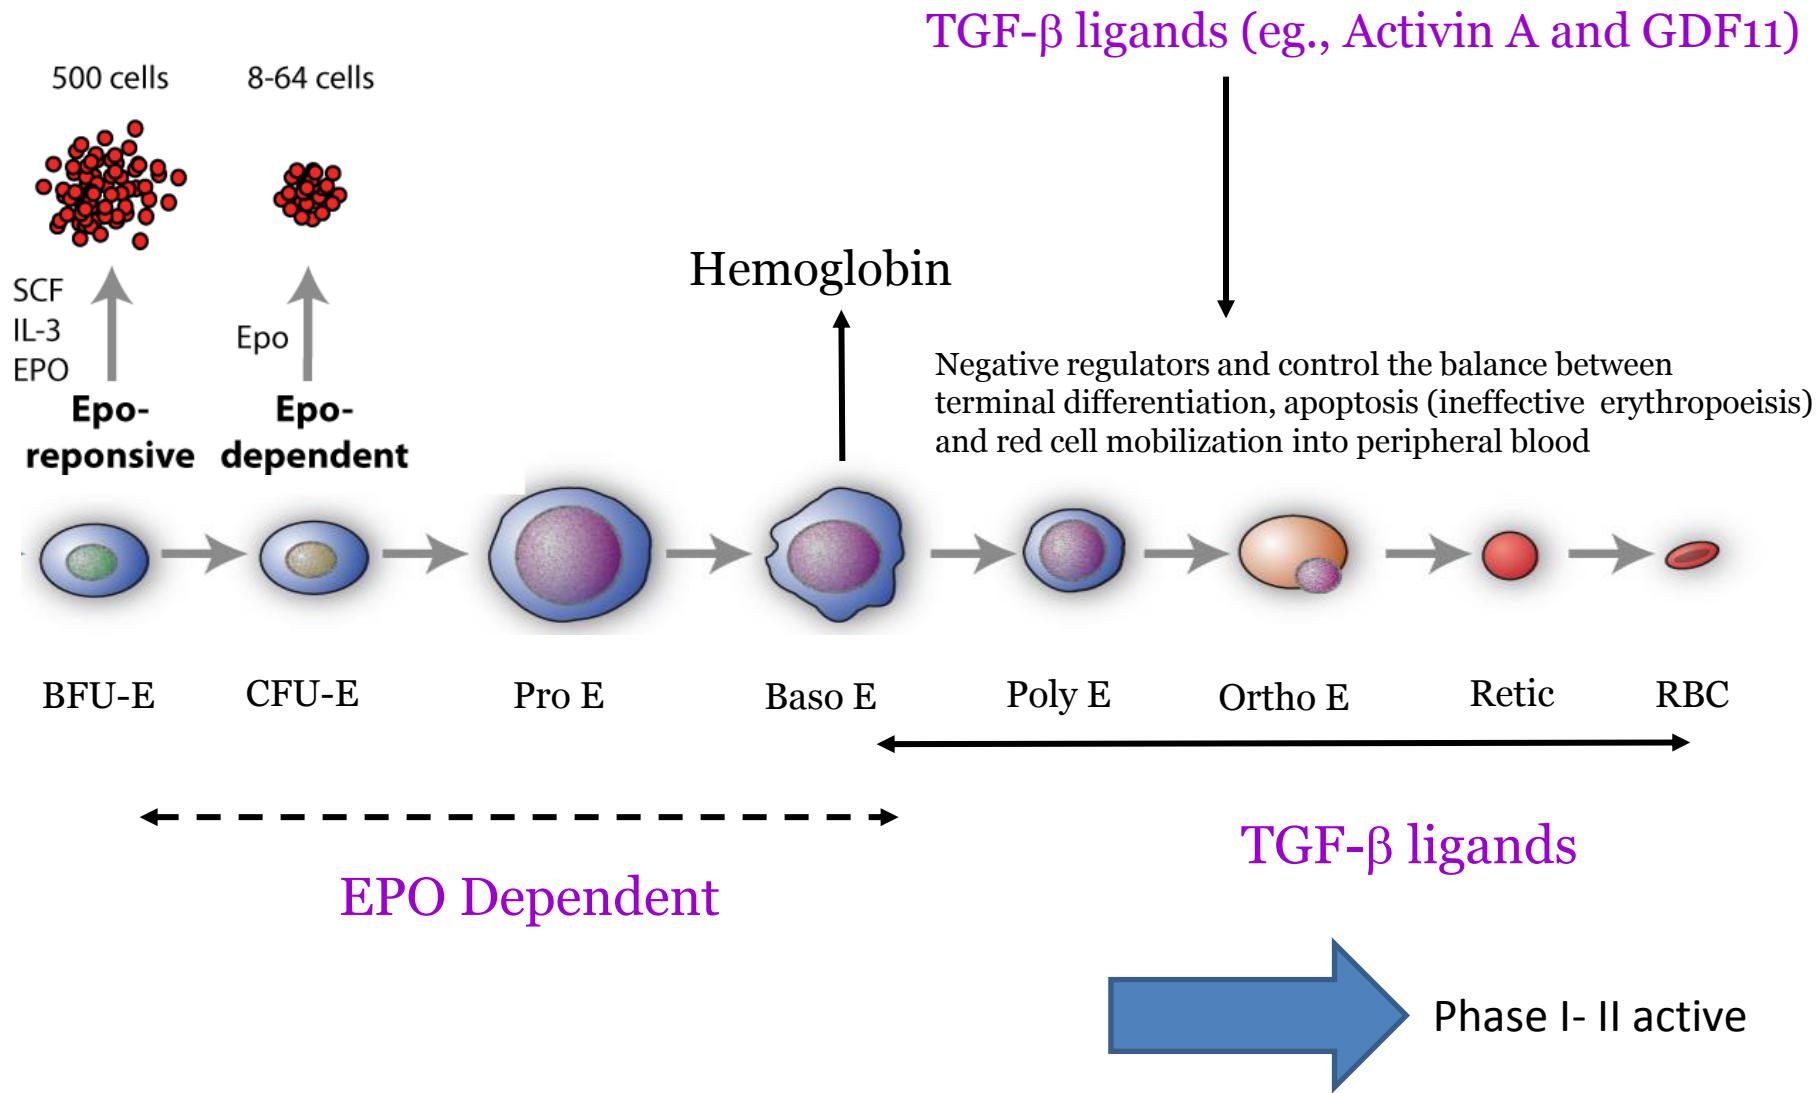 TGF-β ligands (eg., Activin A and GDF11)
500 cells
8-64 cells
Hemoglobin
SCF
IL-3
EPO
Epo
Negative regulators and control the balance between
terminal differentiation, apoptosis (ineffective erythropoeisis)
and red cell mobilization into peripheral blood
Epo-
reponsive
Epo-
dependent
BFU-E
CFU-E
Pro E
Baso E
Poly E
Ortho E
Retic
RBC
EPO Dependent
TGF-β ligands
Phase I- II active